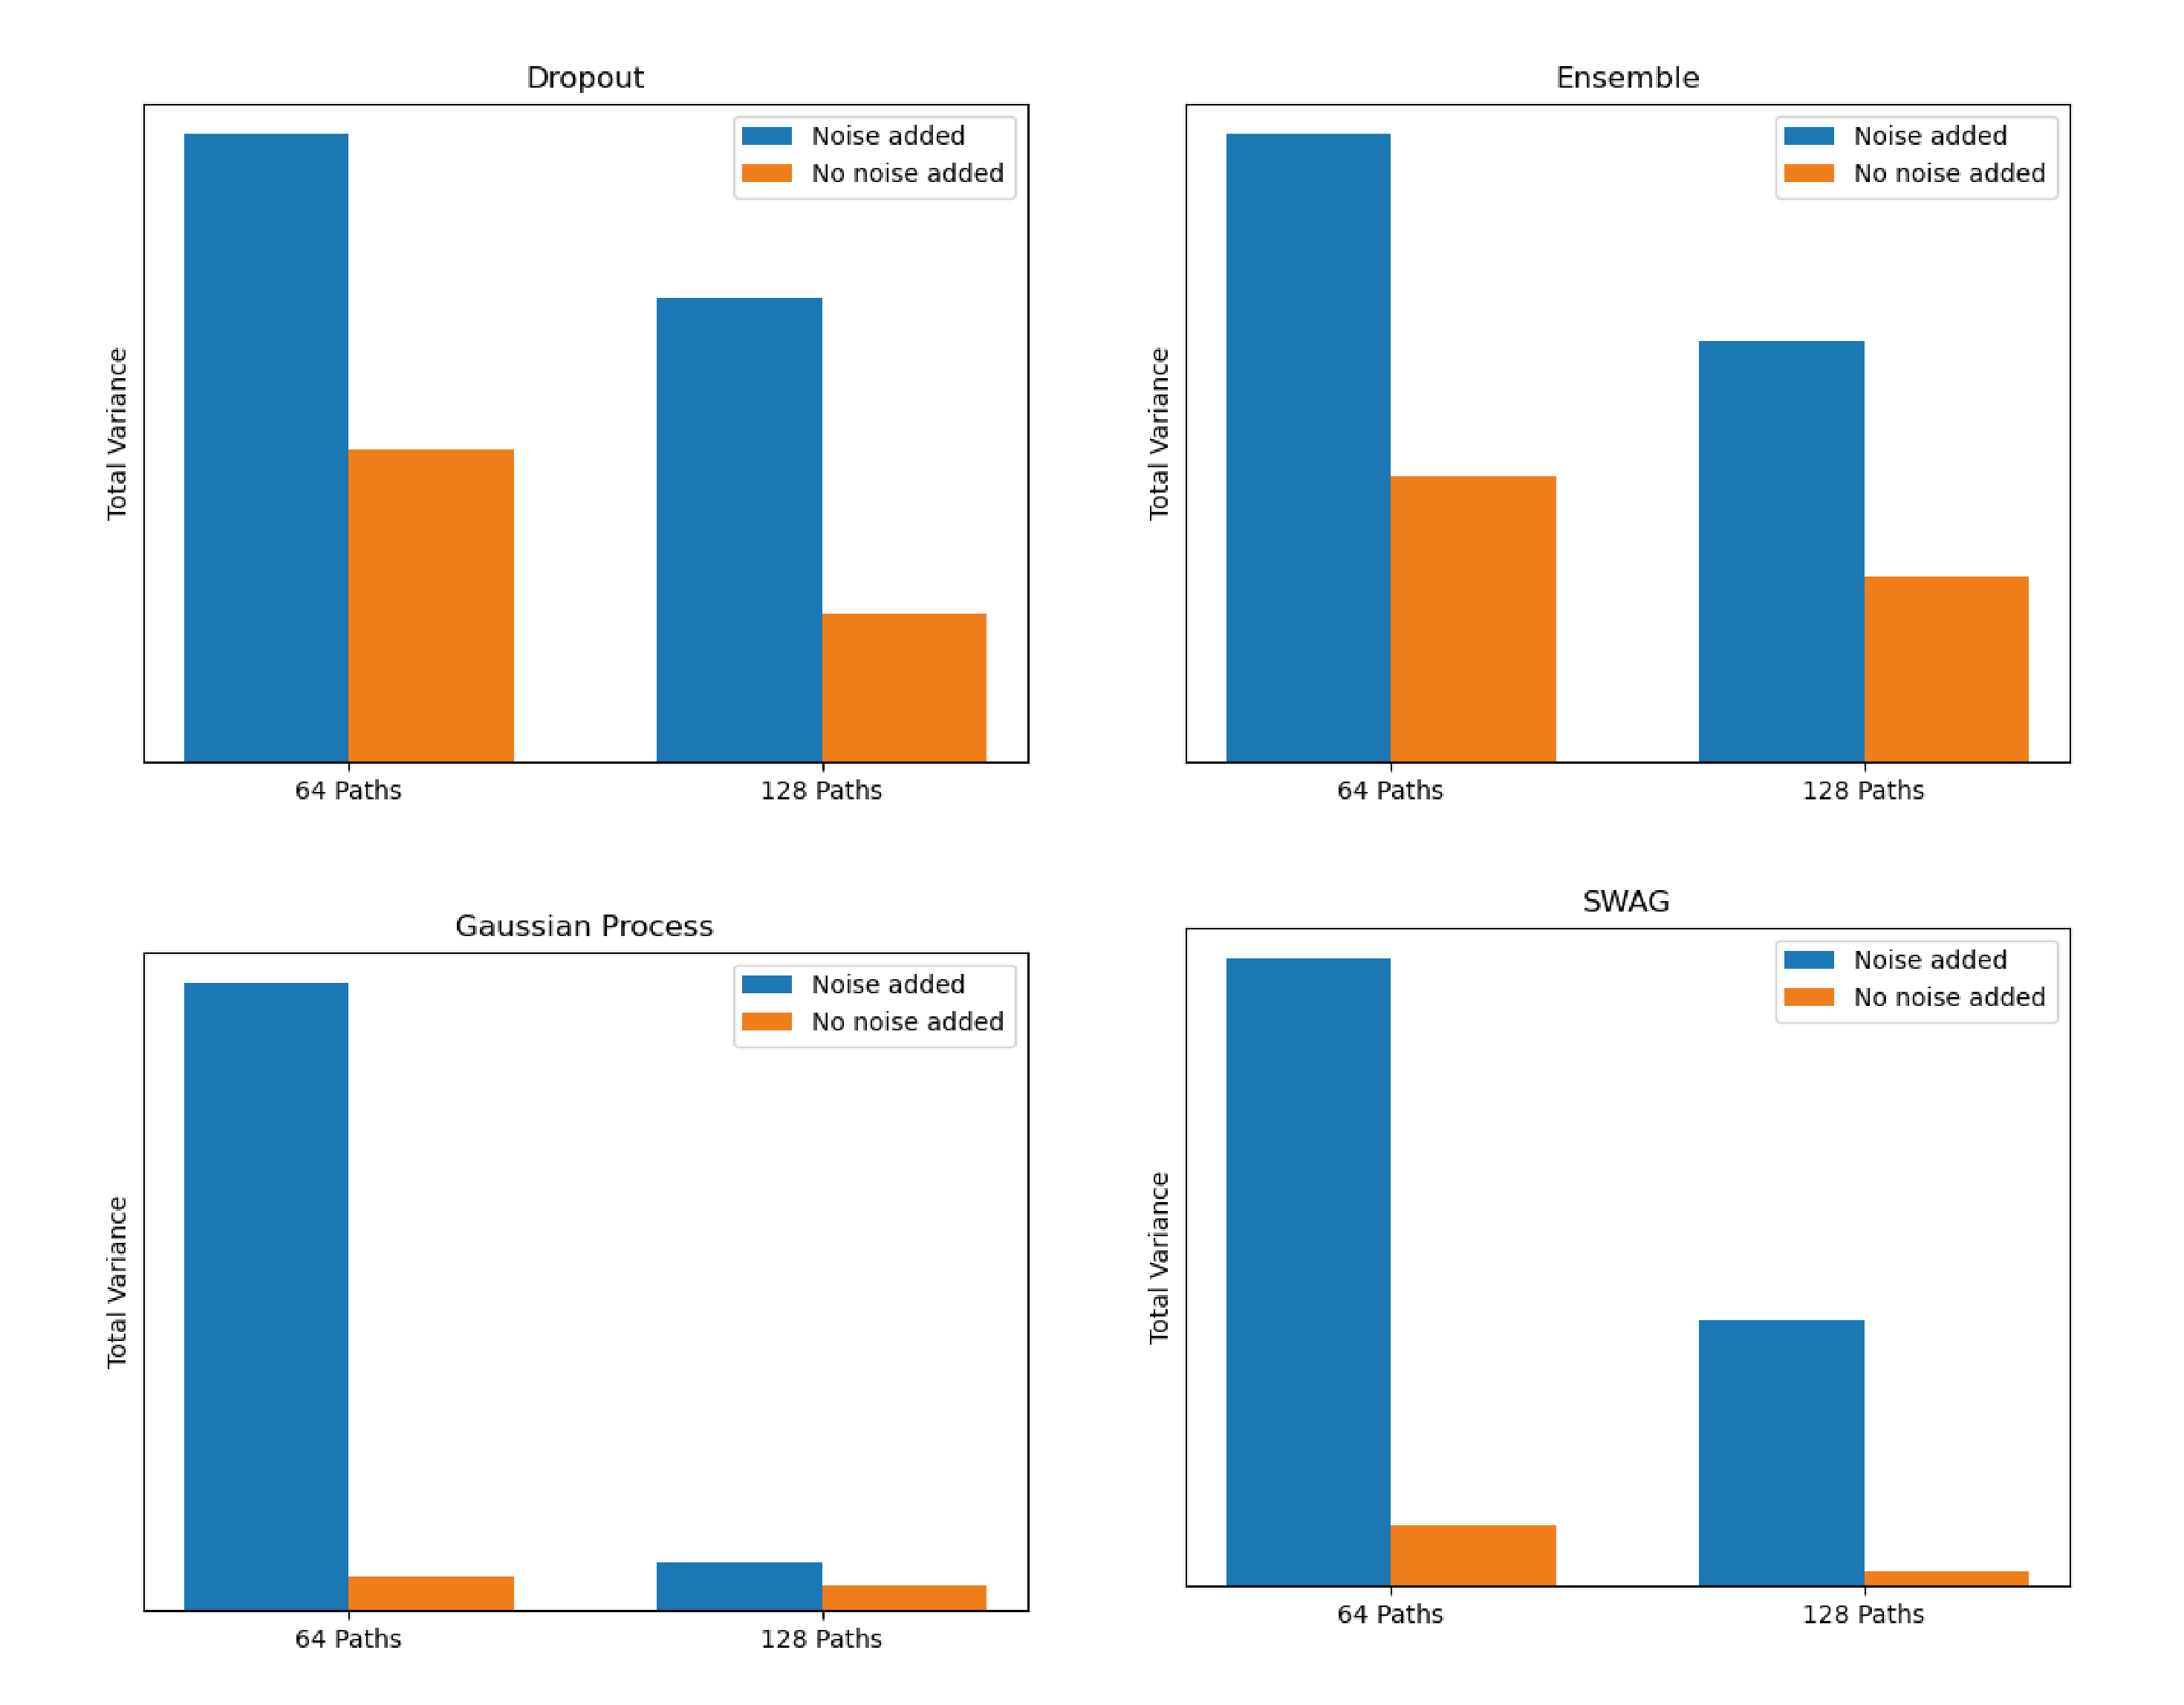 Dropout
Noise added
No noise added
Total Variance
64 Paths
128 Paths
Ensemble
Noise added
No noise added
Total Variance
64 Paths
128 Paths
Gaussian Process
Noise added
No noise added
Total Variance
64 Paths
128 Paths
SWAG
Noise added
No noise added
Total Variance
64 Paths
128 Paths